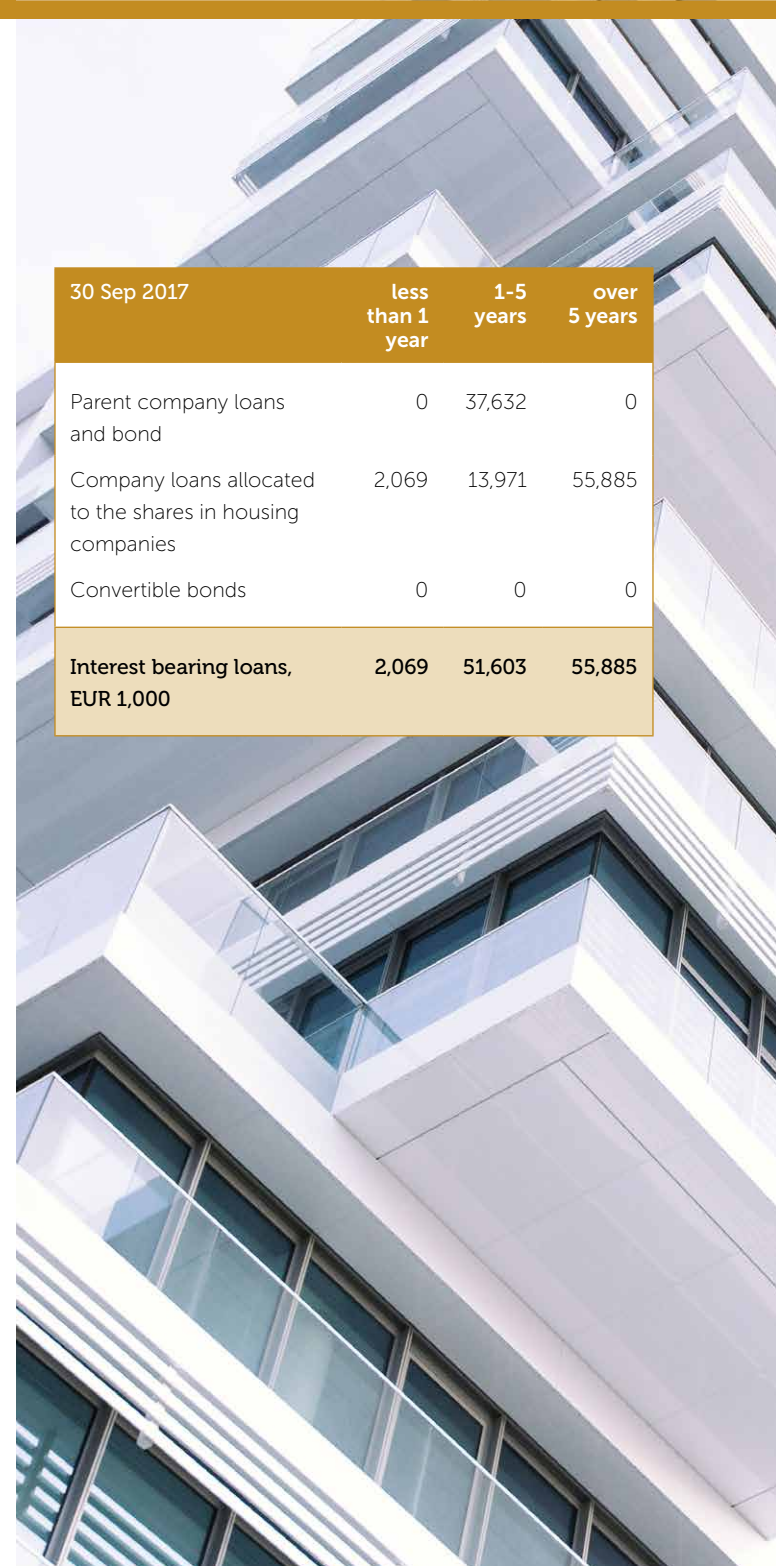 30 Sep 2017 less 1-5 over
than 1 years 5 years
year
Parent company loans 0 37,632 0
and bond
Company loans allocated 2,069 13,971 55,885
to the shares in housing
companies
Convertible bonds 0 0 0
Interest bearing loans, 2,069 51,603 55,885
EUR 1,000